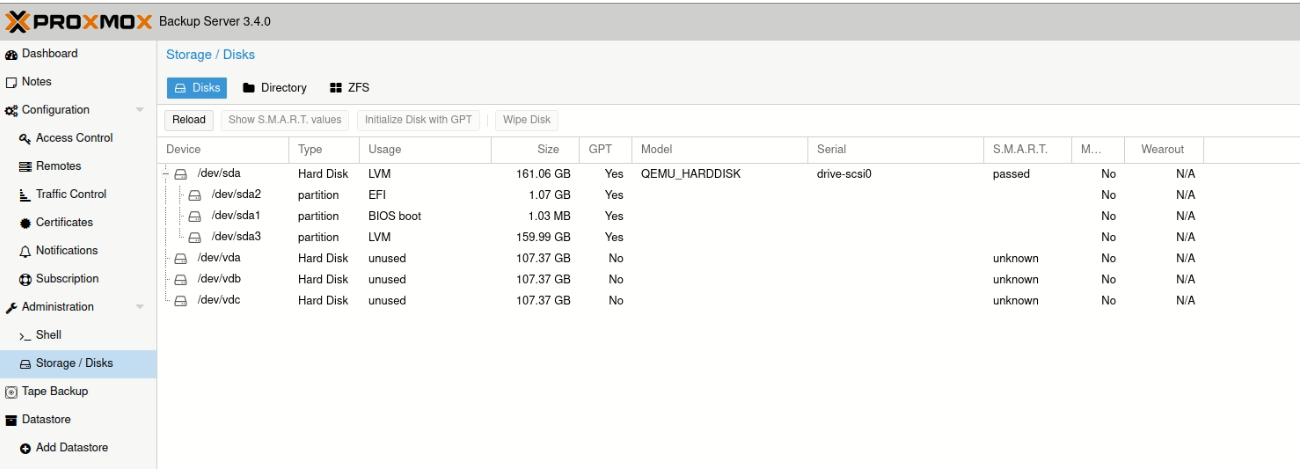 PROXMOX Backup Server 3.4.0
Dashboard
Notes
Configuration
Access Control
Remotes
Traffic Control
Certificates
Notifications
Subscription
Administration
Shell
Storage / Disks
Tape Backup
Datastore
Add Datastore
Storage / Disks
Disks Directory ZFS
Reload Show S.M.A.R.T. values Initialize Disk with GPT Wipe Disk
Device Type Usage Size GPT Model Serial S.M.A.R.T. M... Wearout
/dev/sda Hard Disk LVM 161.06 GB Yes QEMU_HARDDISK drive-scsi0 passed No N/A
/dev/sda2 partition EFI 1.07 GB Yes No N/A
/dev/sda1 partition BIOS boot 1.03 MB Yes No N/A
/dev/sda3 partition LVM 159.99 GB Yes No N/A
/dev/vda Hard Disk unused 107.37 GB No unknown No N/A
/dev/vdb Hard Disk unused 107.37 GB No unknown No N/A
/dev/vdc Hard Disk unused 107.37 GB No unknown No N/A